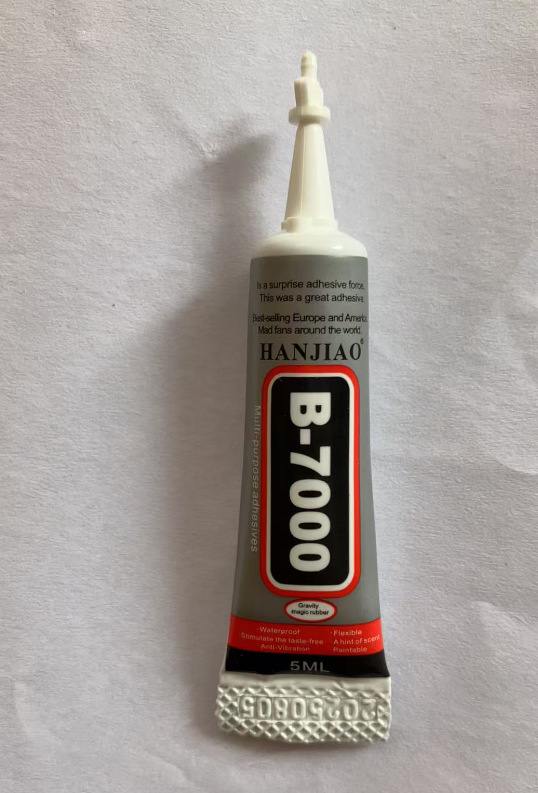 Is a surprise adhesive force.
This was a great adhesive.
Best-selling Europe and America
Mad fans around the world.
HANJIAO®
B-7000
Multi-purpose adhesives
Gravity
magic rubber
·Waterproof
Stimulate the taste-free
Anti-Vibration
·Flexible
A hint of scent
Paintable
5ML
20250805